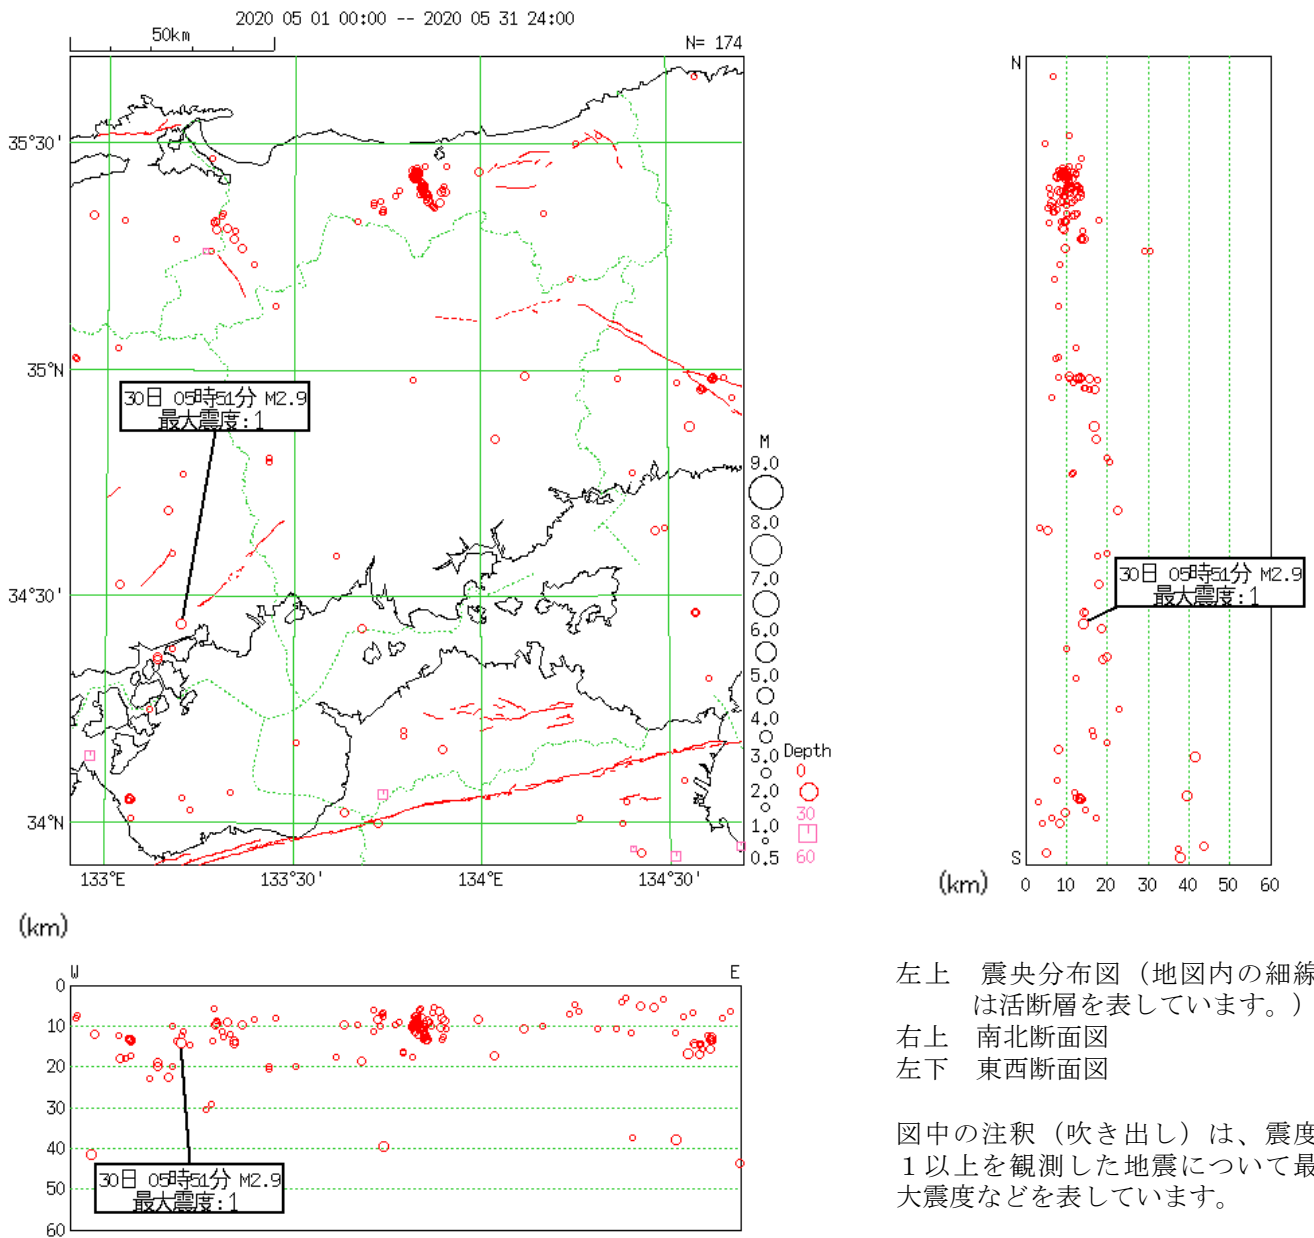 2020 05 01 00:00 -- 2020 05 31 24:00
50km
N= 174
35°30'
35°N
34°30'
34°N
133°E
133°30'
134°E
134°30'
30日 05時51分 M2.9
最大震度:1
M
9.0
8.0
7.0
6.0
5.0
4.0
3.0
2.0
1.0
0.5
Depth
0
30
60
N
S
30日 05時51分 M2.9
最大震度:1
(km)
0 10 20 30 40 50 60
(km)
W
E
0
10
20
30
40
50
60
30日 05時51分 M2.9
最大震度:1
左上　震央分布図（地図内の細線
は活断層を表しています。）
右上　南北断面図
左下　東西断面図
図中の注釈（吹き出し）は、震度
１以上を観測した地震について最
大震度などを表しています。